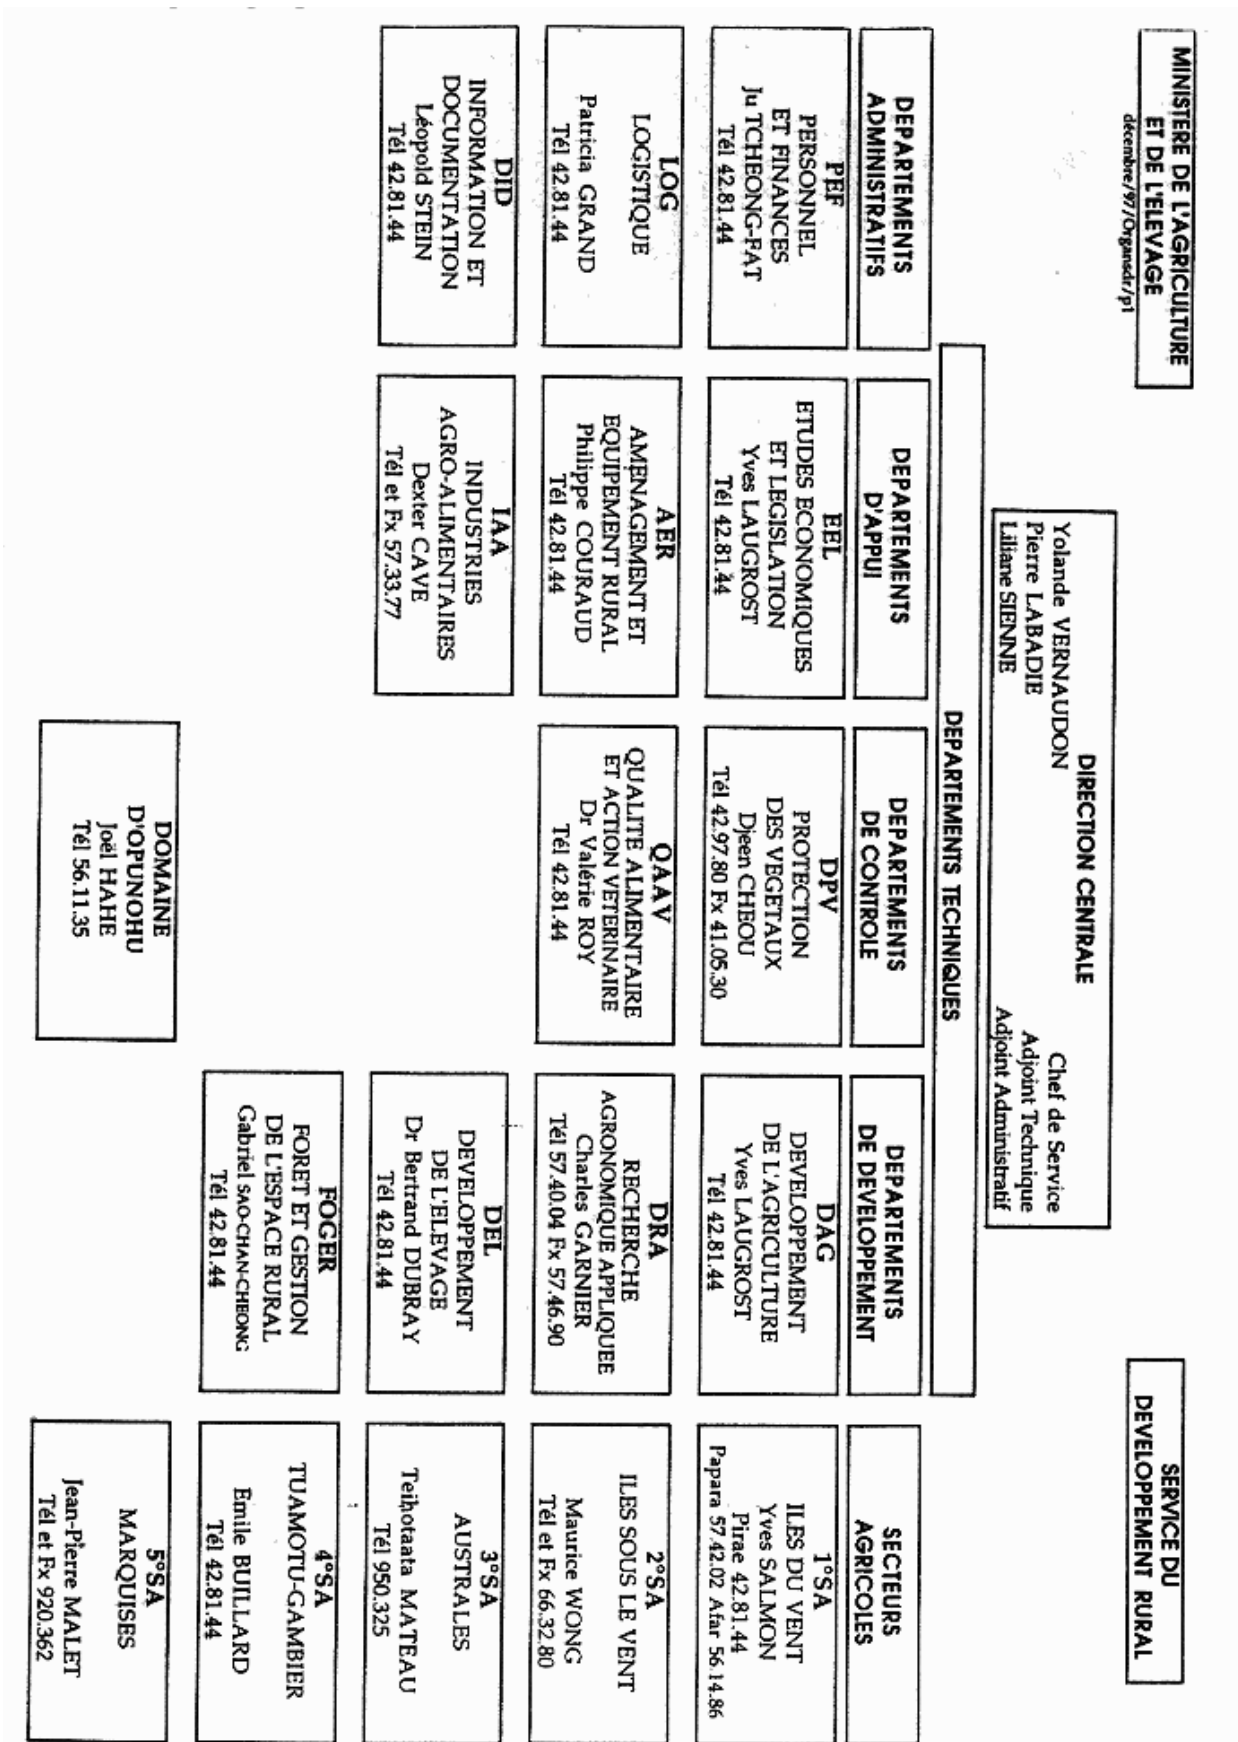 MINISTERE DE L'AGRICULTURE
ET DE L'ELEVAGE
décembre/97/Organsdr/p1
SERVICE DU
DEVELOPPEMENT RURAL
DIRECTION CENTRALE
Yolande VERNAUDON Chef de Service
Pierre LABADIE Adjoint Technique
Liliane SIENNE Adjoint Administratif
DEPARTEMENTS TECHNIQUES
DEPARTEMENTS
ADMINISTRATIFS
PEF
PERSONNEL
ET FINANCES
Ju TCHEONG-FAT
Tél 42.81.44
LOG
LOGISTIQUE
Patricia GRAND
Tél 42.81.44
DID
INFORMATION ET
DOCUMENTATION
Léopold STEIN
Tél 42.81.44
DEPARTEMENTS
D'APPUI
EEL
ETUDES ECONOMIQUES
ET LEGISLATION
Yves LAUGROST
Tél 42.81.44
AER
AMENAGEMENT ET
EQUIPEMENT RURAL
Philippe COURAUD
Tél 42.81.44
IAA
INDUSTRIES
AGRO-ALIMENTAIRES
Dexter CAVE
Tél et Fx 57.33.77
DEPARTEMENTS
DE CONTROLE
DPV
PROTECTION
DES VEGETAUX
Djeen CHEOU
Tél 42.97.80 Fx 41.05.30
QAAV
QUALITE ALIMENTAIRE
ET ACTION VETERINAIRE
Dr Valérie ROY
Tél 42.81.44
DOMAINE
D'OPUNOHU
Joël HAHE
Tél 56.11.35
DEPARTEMENTS
DE DEVELOPPEMENT
DAG
DEVELOPPEMENT
DE L'AGRICULTURE
Yves LAUGROST
Tél 42.81.44
DRA
RECHERCHE
AGRONOMIQUE APPLIQUEE
Charles GARNIER
Tél 57.40.04 Fx 57.46.90
DEL
DEVELOPPEMENT
DE L'ELEVAGE
Dr Bertrand DUBRAY
Tél 42.81.44
FOGER
FORET ET GESTION
DE L'ESPACE RURAL
Gabriel SAO-CHAN-CHEONG
Tél 42.81.44
SECTEURS
AGRICOLES
1°SA
ILES DU VENT
Yves SALMON
Pirae 42.81.44
Papara 57.42.02 Afar 56.14.86
2°SA
ILES SOUS LE VENT
Maurice WONG
Tél et Fx 66.32.80
3°SA
AUSTRALES
Teihotaata MATEAU
Tél 950.325
4°SA
TUAMOTU-GAMBIER
Emile BUILLARD
Tél 42.81.44
5°SA
MARQUISES
Jean-Pierre MALET
Tél et Fx 920.362